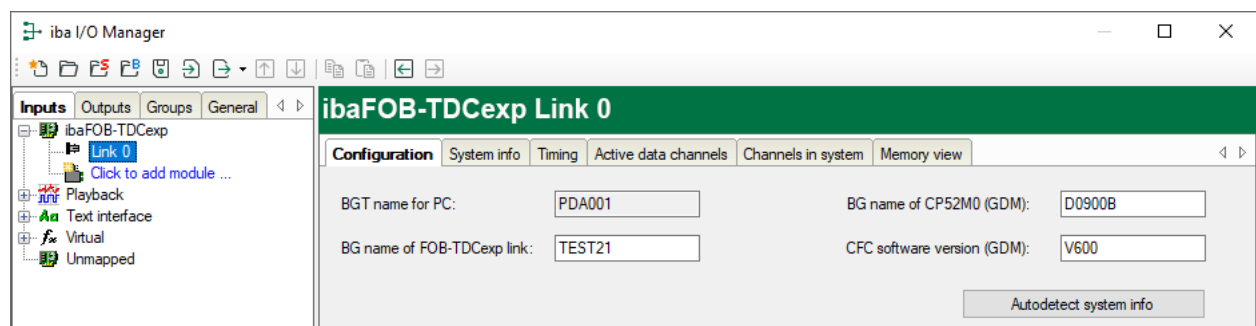 iba I/O Manager
Inputs Outputs Groups General
ibaFOB-TDCexp
Link 0
Click to add module ...
Playback
Text interface
Virtual
Unmapped
ibaFOB-TDCexp Link 0
Configuration System info Timing Active data channels Channels in system Memory view
BGT name for PC: PDA001 BG name of CP52M0 (GDM): D0900B
BG name of FOB-TDCexp link: TEST21 CFC software version (GDM): V600
Autodetect system info